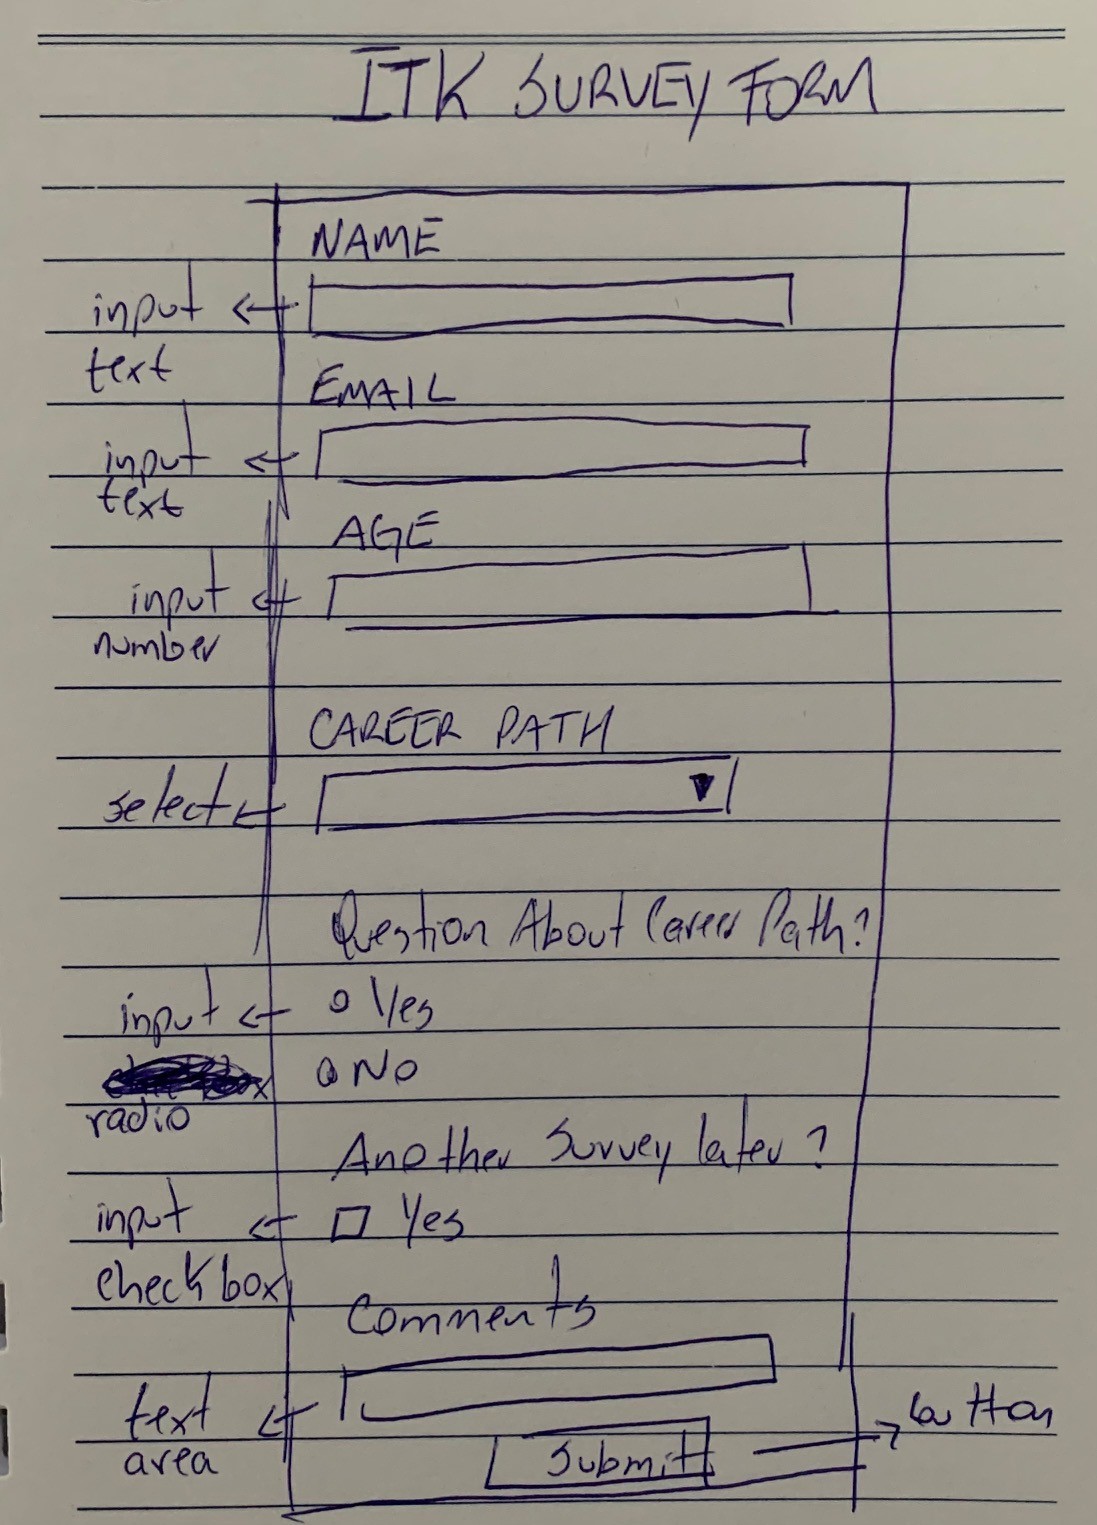 ITK SURVEY FORM
NAME
input
text
EMAIL
input
text
AGE
input
number
CAREER PATH
select
Question About Career Path?
input
Yes
No
radio
Another Survey later?
input
Yes
checkbox
Comments
text
area
button
Submit